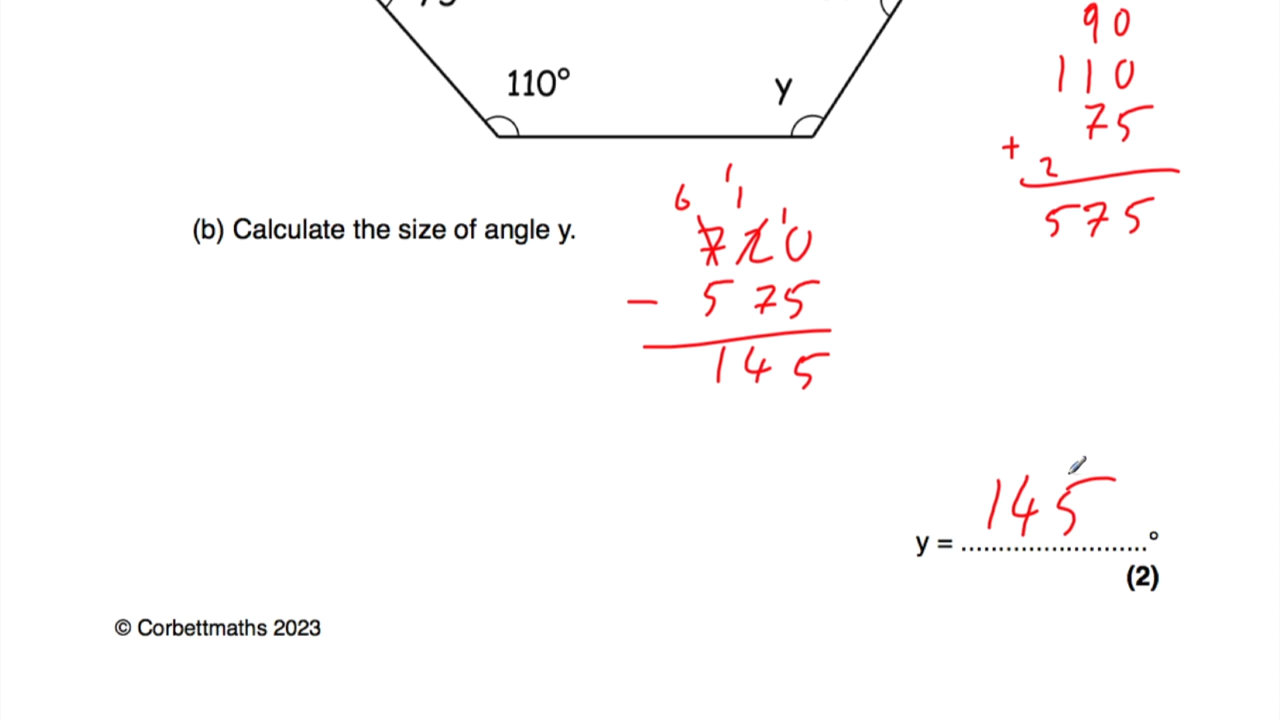 90
110
75
+
2
575
110°
y
(b) Calculate the size of angle y.
6 1 1 1
720
- 575
145
145
y = ........................°
(2)
© Corbettmaths 2023